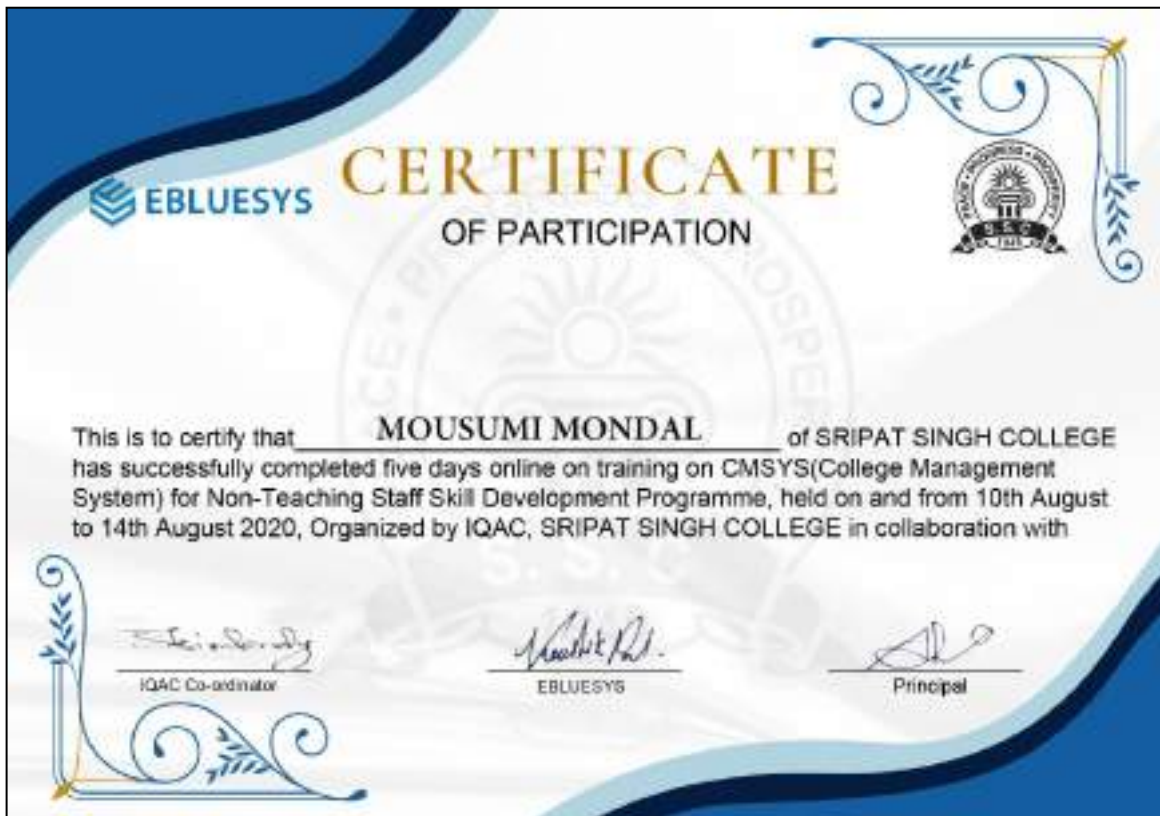 CERTIFICATE
OF PARTICIPATION
EBLUESYS
PEACE • PROGRESS • PROSPERITY
S. S. C
This is to certify that MOUSUMI MONDAL of SRIPAT SINGH COLLEGE
has successfully completed five days online on training on CMSYS(College Management
System) for Non-Teaching Staff Skill Development Programme, held on and from 10th August
to 14th August 2020, Organized by IQAC, SRIPAT SINGH COLLEGE in collaboration with
S. S. C
IQAC Co-ordinator
EBLUESYS
Principal